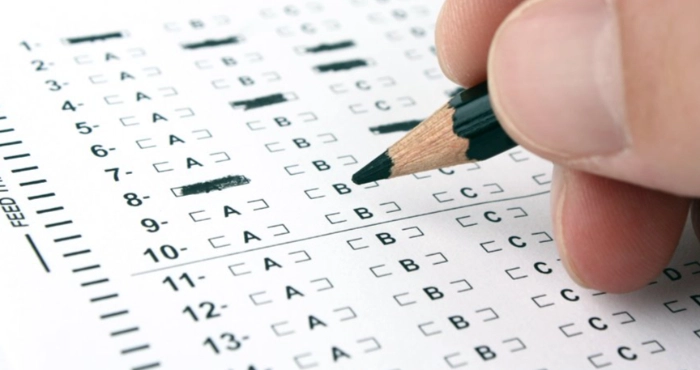 FEED
1- B C
2- A C
3- A B
4- A B
5- A C
6- A B C
7- A B
8- B
9- A B C
10- A B C
11- A B C
12- A B C
13- A B C
A B C D
B C
C